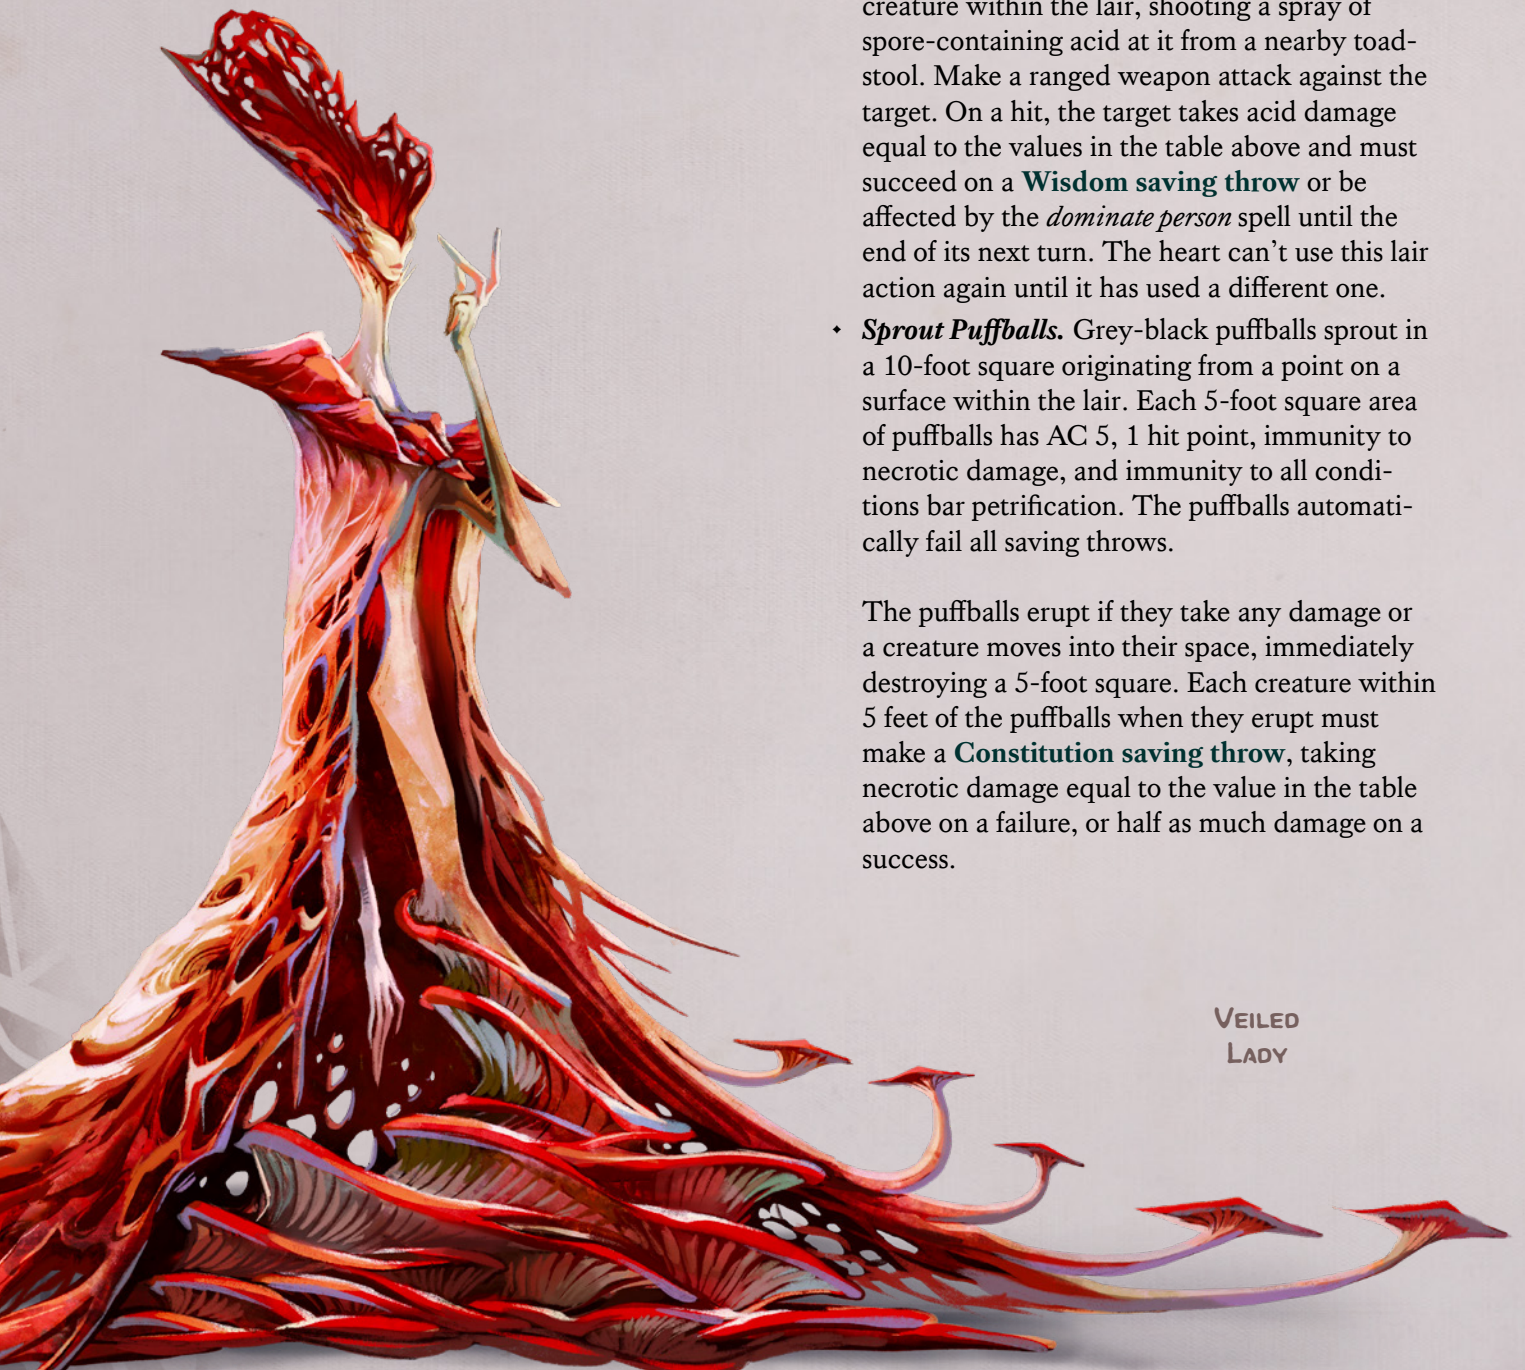 creature within the lair, shooting a spray of
spore-containing acid at it from a nearby toad-
stool. Make a ranged weapon attack against the
target. On a hit, the target takes acid damage
equal to the values in the table above and must
succeed on a Wisdom saving throw or be
affected by the dominate person spell until the
end of its next turn. The heart can’t use this lair
action again until it has used a different one.
Sprout Puffballs. Grey-black puffballs sprout in
a 10-foot square originating from a point on a
surface within the lair. Each 5-foot square area
of puffballs has AC 5, 1 hit point, immunity to
necrotic damage, and immunity to all condi-
tions bar petrification. The puffballs automati-
cally fail all saving throws.
The puffballs erupt if they take any damage or
a creature moves into their space, immediately
destroying a 5-foot square. Each creature within
5 feet of the puffballs when they erupt must
make a Constitution saving throw, taking
necrotic damage equal to the value in the table
above on a failure, or half as much damage on a
success.
Veiled
Lady